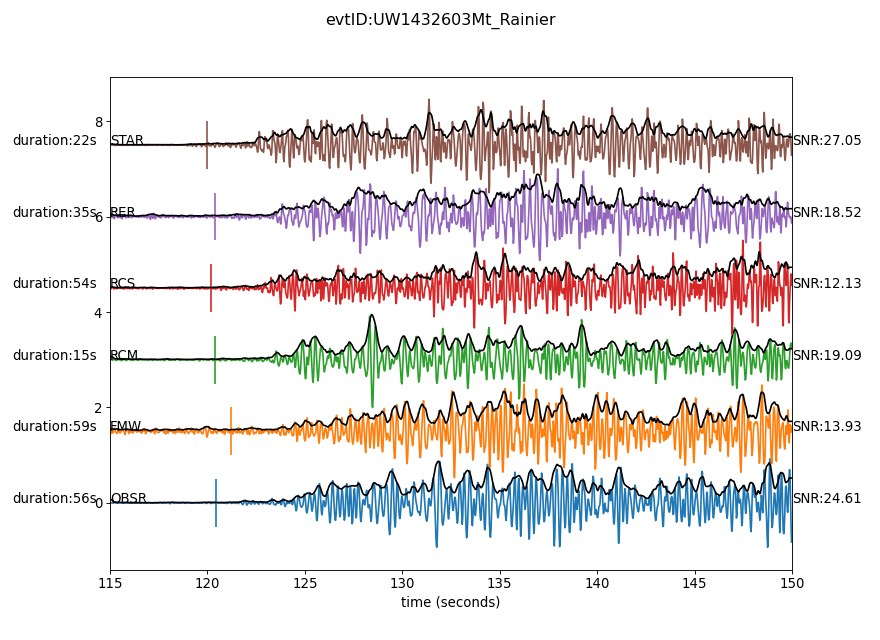 evtID:UW1432603Mt_Rainier
8
duration:22s STAR SNR:27.05
duration:35s RER SNR:18.52
6
duration:54s RCS SNR:12.13
4
duration:15s RCM SNR:19.09
2
duration:59s FMW SNR:13.93
duration:56s OBSR SNR:24.61
0
115 120 125 130 135 140 145 150
time (seconds)